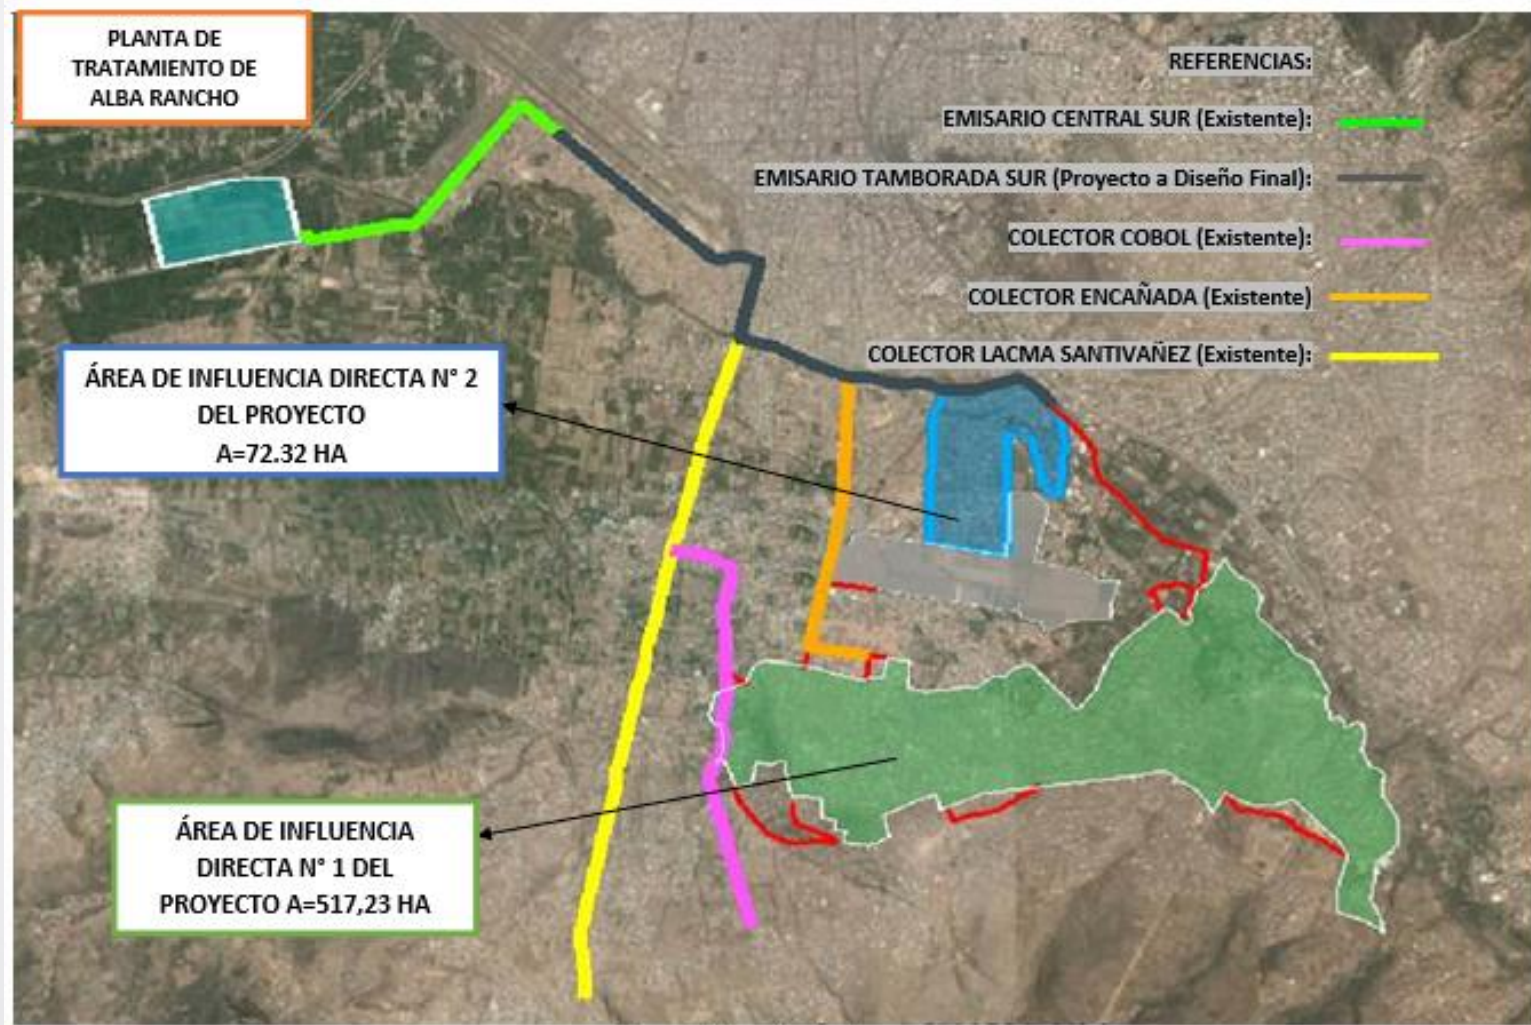 PLANTA DE
TRATAMIENTO DE
ALBA RANCHO
REFERENCIAS:
EMISARIO CENTRAL SUR (Existente):
EMISARIO TAMBORADA SUR (Proyecto a Diseño Final):
COLECTOR COBOL (Existente):
COLECTOR ENCAÑADA (Existente)
COLECTOR LACMA SANTIVAÑEZ (Existente):
ÁREA DE INFLUENCIA DIRECTA N° 2
DEL PROYECTO
A=72.32 HA
ÁREA DE INFLUENCIA
DIRECTA N° 1 DEL
PROYECTO A=517,23 HA